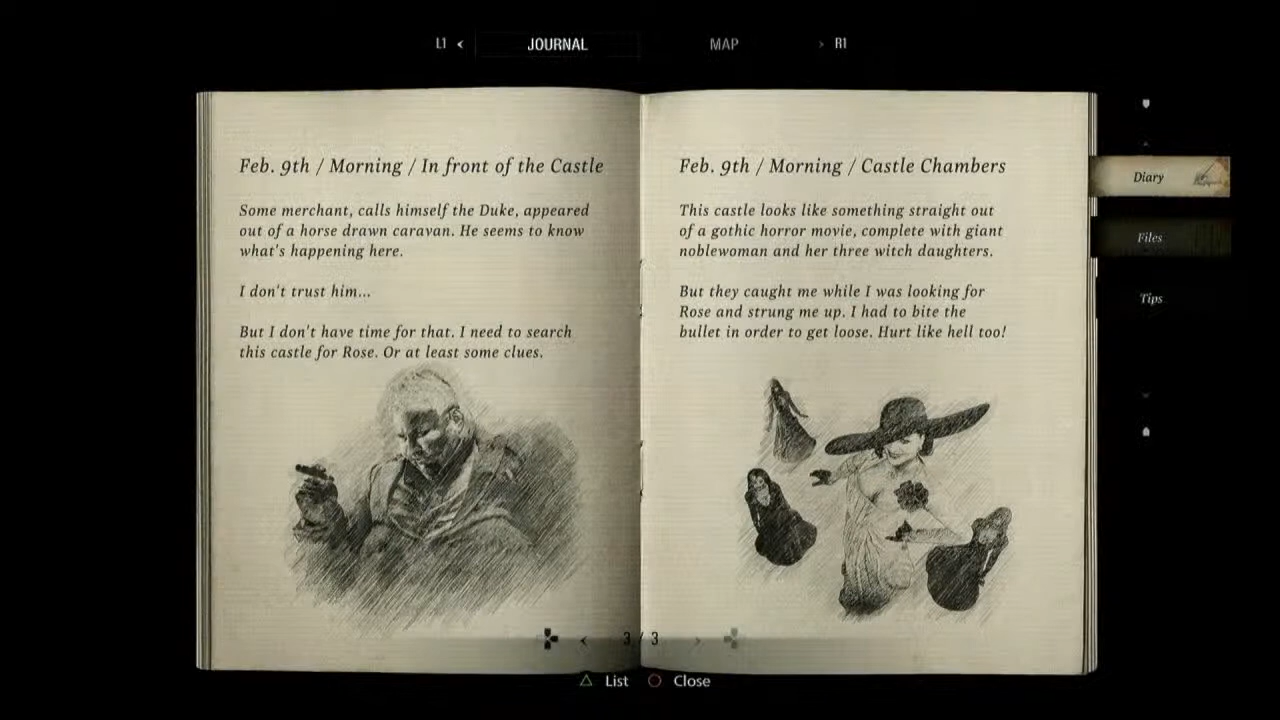 L1 JOURNAL MAP R1
Feb. 9th / Morning / In front of the Castle
Some merchant, calls himself the Duke, appeared
out of a horse drawn caravan. He seems to know
what's happening here.
I don't trust him...
But I don't have time for that. I need to search
this castle for Rose. Or at least some clues.
Feb. 9th / Morning / Castle Chambers
This castle looks like something straight out
of a gothic horror movie, complete with giant
noblewoman and her three witch daughters.
But they caught me while I was looking for
Rose and strung me up. I had to bite the
bullet in order to get loose. Hurt like hell too!
Diary
Files
Tips
3 / 3
List Close